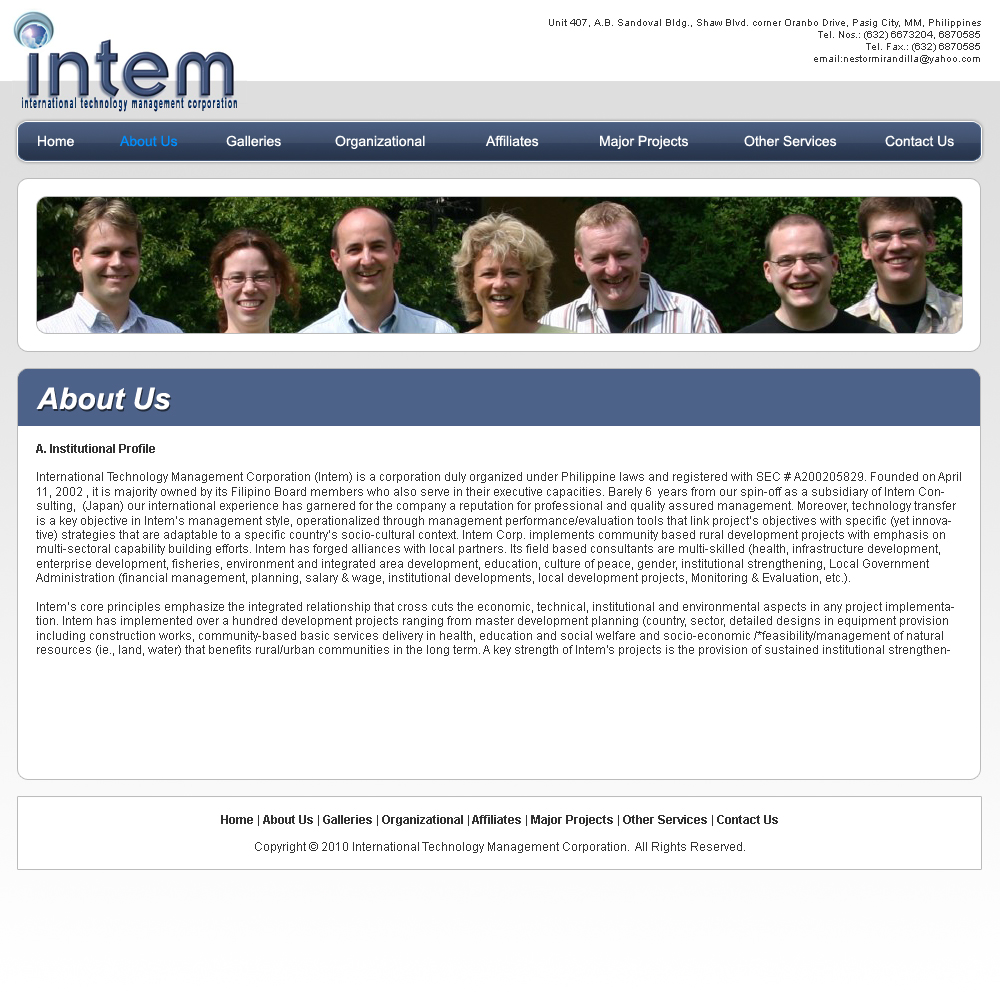 Unit 407, A.B. Sandoval Bldg., Shaw Blvd. corner Oranbo Drive, Pasig City, MM, Philippines
Tel. Nos.: (632) 6673204, 6870585
Tel. Fax.: (632) 6870585
email:nestormirandilla@yahoo.com
intem
international technology management corporation
Home About Us Galleries Organizational Affiliates Major Projects Other Services Contact Us
About Us
A. Institutional Profile
International Technology Management Corporation (Intem) is a corporation duly organized under Philippine laws and registered with SEC # A200205829. Founded on April
11, 2002 , it is majority owned by its Filipino Board members who also serve in their executive capacities. Barely 6 years from our spin-off as a subsidiary of Intem Con-
sulting, (Japan) our international experience has garnered for the company a reputation for professional and quality assured management. Moreover, technology transfer
is a key objective in Intem's management style, operationalized through management performance/evaluation tools that link project's objectives with specific (yet innova-
tive) strategies that are adaptable to a specific country's socio-cultural context. Intem Corp. implements community based rural development projects with emphasis on
multi-sectoral capability building efforts. Intem has forged alliances with local partners. Its field based consultants are multi-skilled (health, infrastructure development,
enterprise development, fisheries, environment and integrated area development, education, culture of peace, gender, institutional strengthening, Local Government
Administration (financial management, planning, salary & wage, institutional developments, local development projects, Monitoring & Evaluation, etc.).
Intem's core principles emphasize the integrated relationship that cross cuts the economic, technical, institutional and environmental aspects in any project implementa-
tion. Intem has implemented over a hundred development projects ranging from master development planning (country, sector, detailed designs in equipment provision
including construction works, community-based basic services delivery in health, education and social welfare and socio-economic /*feasibility/management of natural
resources (ie., land, water) that benefits rural/urban communities in the long term. A key strength of Intem's projects is the provision of sustained institutional strengthen-
Home | About Us | Galleries | Organizational | Affiliates | Major Projects | Other Services | Contact Us
Copyright © 2010 International Technology Management Corporation. All Rights Reserved.